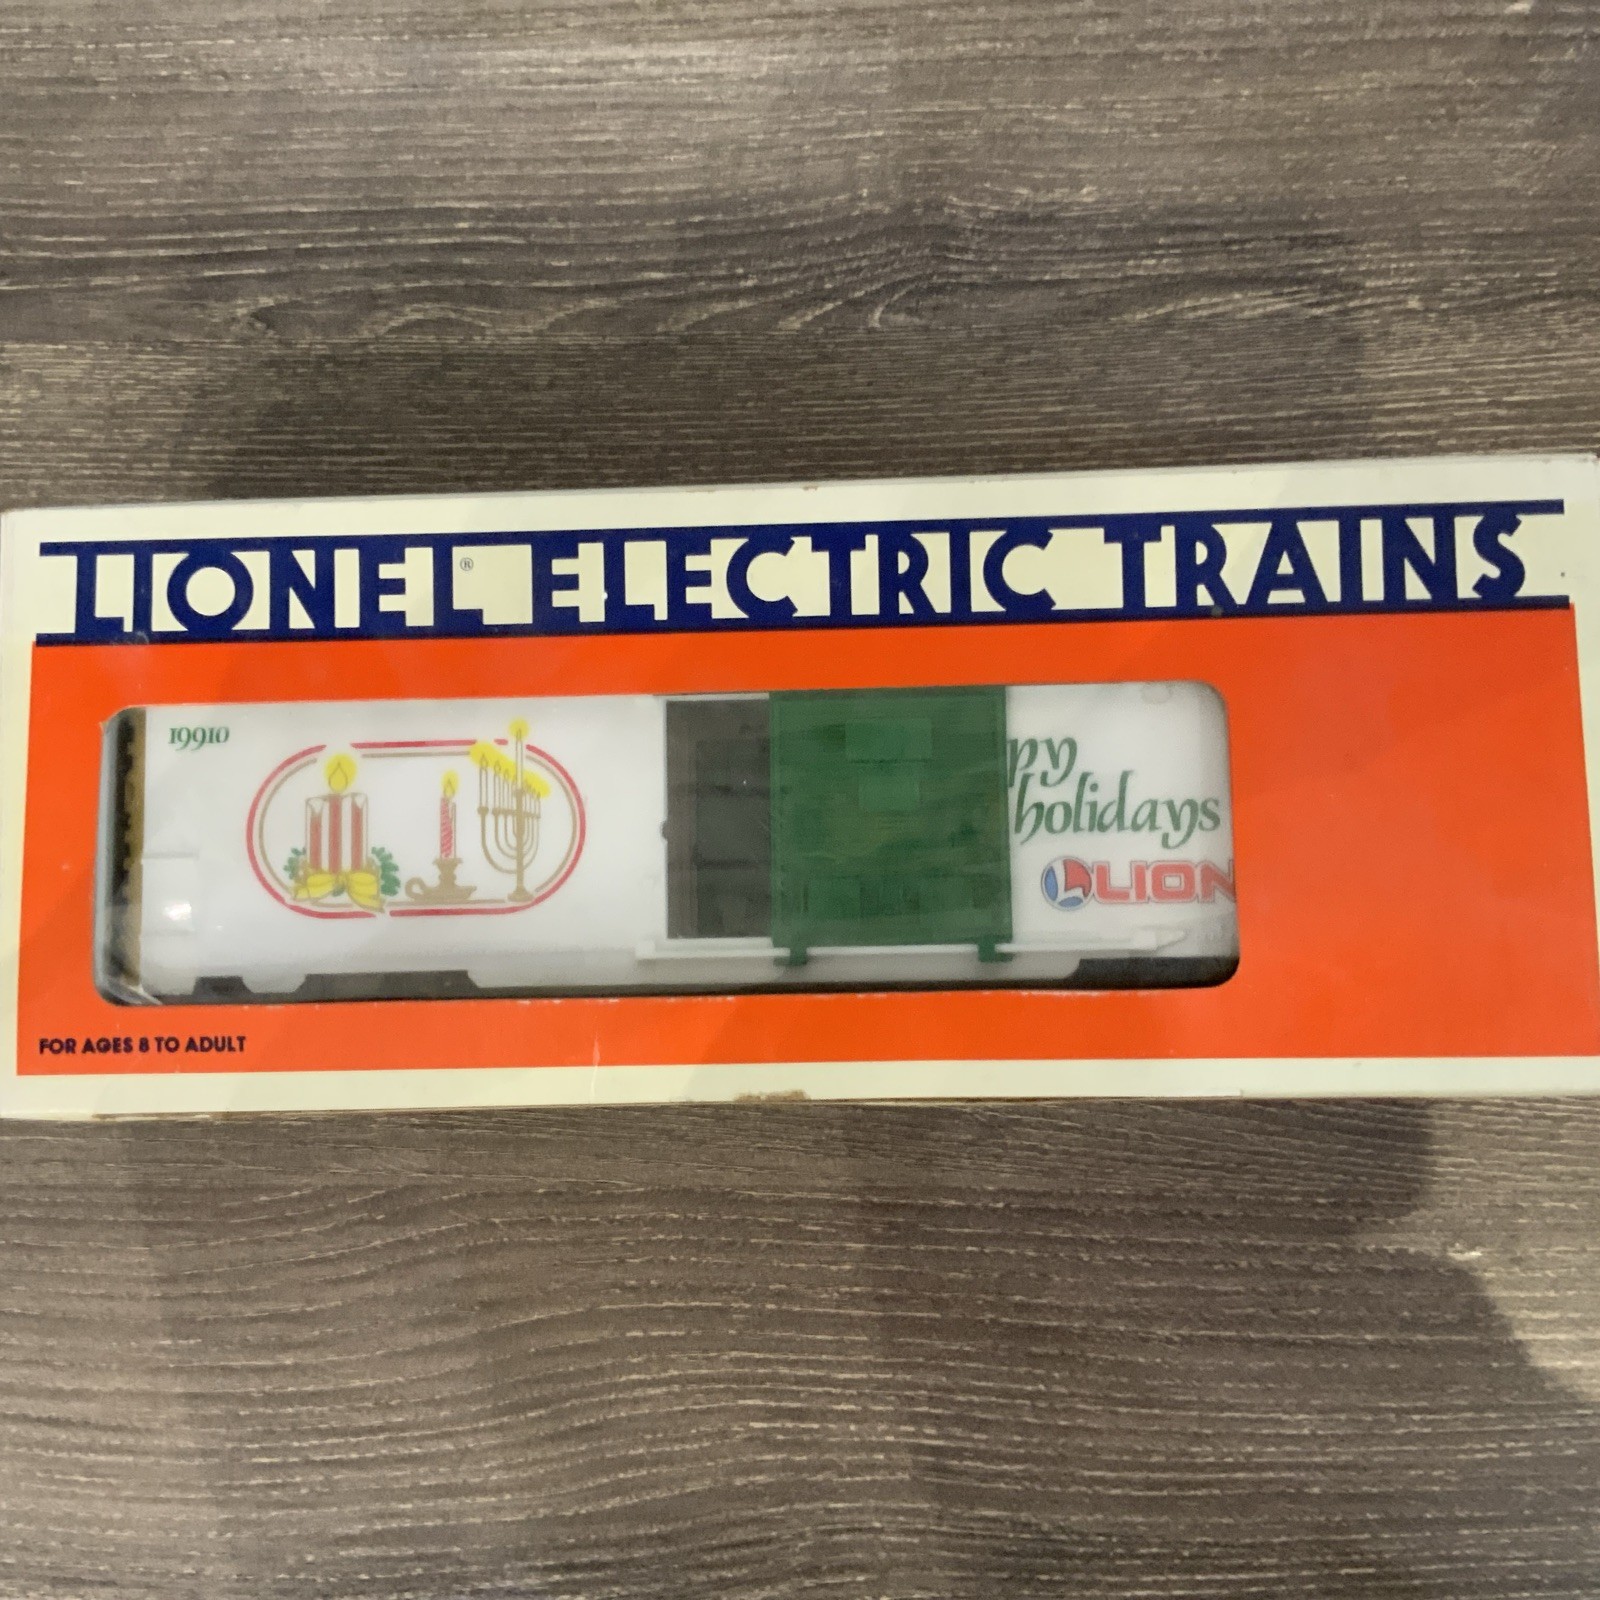 LIONEL® ELECTRIC TRAINS
19910
py
holidays
LION
FOR AGES 8 TO ADULT